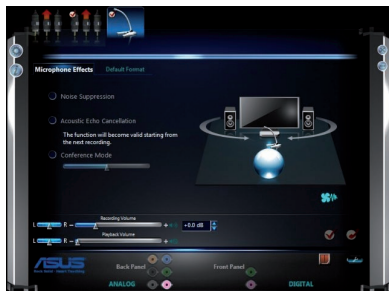 Microphone Effects Default Format
Noise Suppression
Acoustic Echo Cancellation
The function will become valid starting from
the next recording.
Conference Mode
Recording Volume
L R - + +0.0 dB
Playback Volume
L R - +
ASUS
Back Panel Front Panel
ANALOG DIGITAL